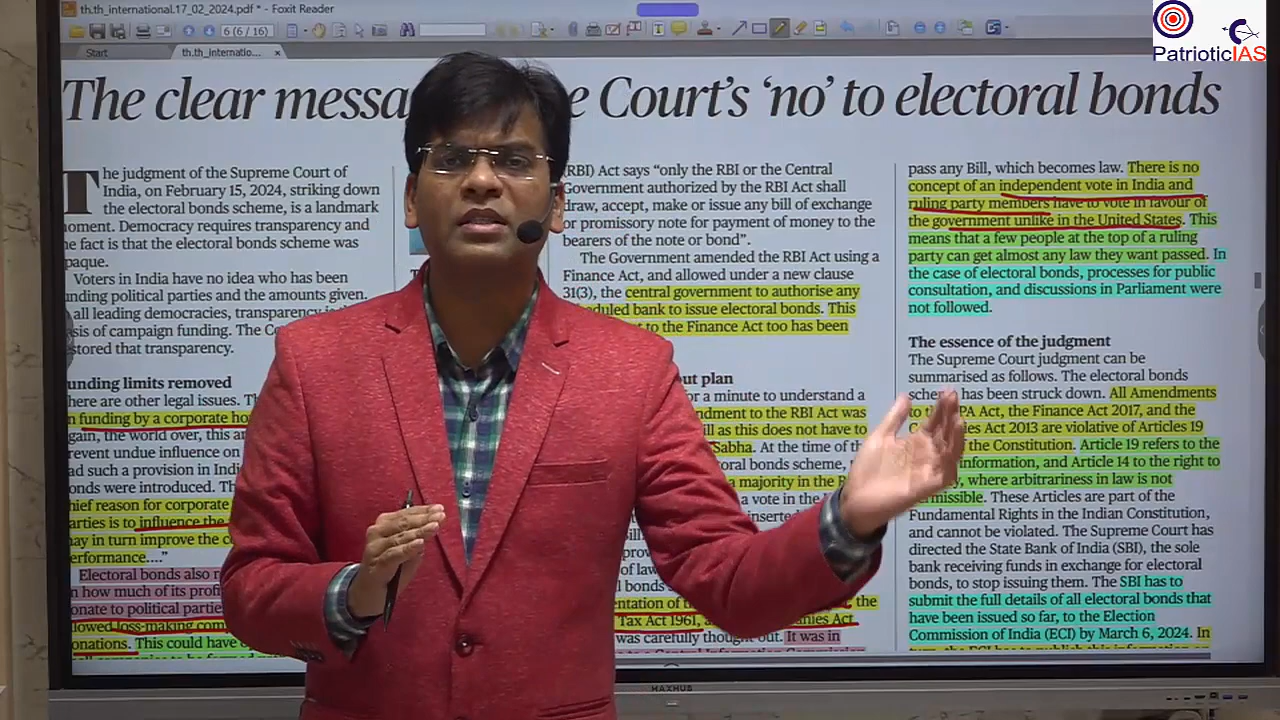 th.th_international.17_02_2024.pdf * - Foxit Reader
6 (6 / 16)
Start
th.th_internatio...
PatrioticIAS
The clear messa
e Court's 'no' to electoral bonds
The judgment of the Supreme Court of
India, on February 15, 2024, striking down
the electoral bonds scheme, is a landmark
oment. Democracy requires transparency and
he fact is that the electoral bonds scheme was
paque.
Voters in India have no idea who has been
unding political parties and the amounts given.
all leading democracies, transparency
asis of campaign funding. The Co
estored that transparency.
unding limits removed
here are other legal issues. T
n funding by a corporate ho
gain, the world over, this a
revent undue influence on
ad such a provision in Indi
onds were introduced. Th
hief reason for corporate
arties is to influence the
ay in turn improve the c
erformance...."
Electoral bonds also r
n how much of its prof
onate to political partie
lowed loss-making com
onations. This could have
(RBI) Act says "only the RBI or the Central
Government authorized by the RBI Act shall
draw, accept, make or issue any bill of exchange
or promissory note for payment of money to the
bearers of the note or bond".
The Government amended the RBI Act using a
Finance Act, and allowed under a new clause
31(3), the central government to authorise any
eduled bank to issue electoral bonds. This
t to the Finance Act too has been
out plan
or a minute to understand a
ndment to the RBI Act was
ill as this does not have to
Sabha. At the time of th
oral bonds scheme,
a majority in the R
a vote in the
inserte
of law
l bonds
entation of
the
Tax Act 1961, a
anies Act
was carefully thought out. It was in
pass any Bill, which becomes law. There is no
concept of an independent vote in India and
ruling party members have to vote in favour of
the government unlike in the United States. This
means that a few people at the top of a ruling
party can get almost any law they want passed. In
the case of electoral bonds, processes for public
consultation, and discussions in Parliament were
not followed.
The essence of the judgment
The Supreme Court judgment can be
summarised as follows. The electoral bonds
scheme has been struck down. All Amendments
to th PA Act, the Finance Act 2017, and the
es Act 2013 are violative of Articles 19
of the Constitution. Article 19 refers to the
information, and Article 14 to the right to
y, where arbitrariness in law is not
rmissible. These Articles are part of the
Fundamental Rights in the Indian Constitution,
and cannot be violated. The Supreme Court has
directed the State Bank of India (SBI), the sole
bank receiving funds in exchange for electoral
bonds, to stop issuing them. The SBI has to
submit the full details of all electoral bonds that
have been issued so far, to the Election
Commission of India (ECI) by March 6, 2024. In
MAXHUB